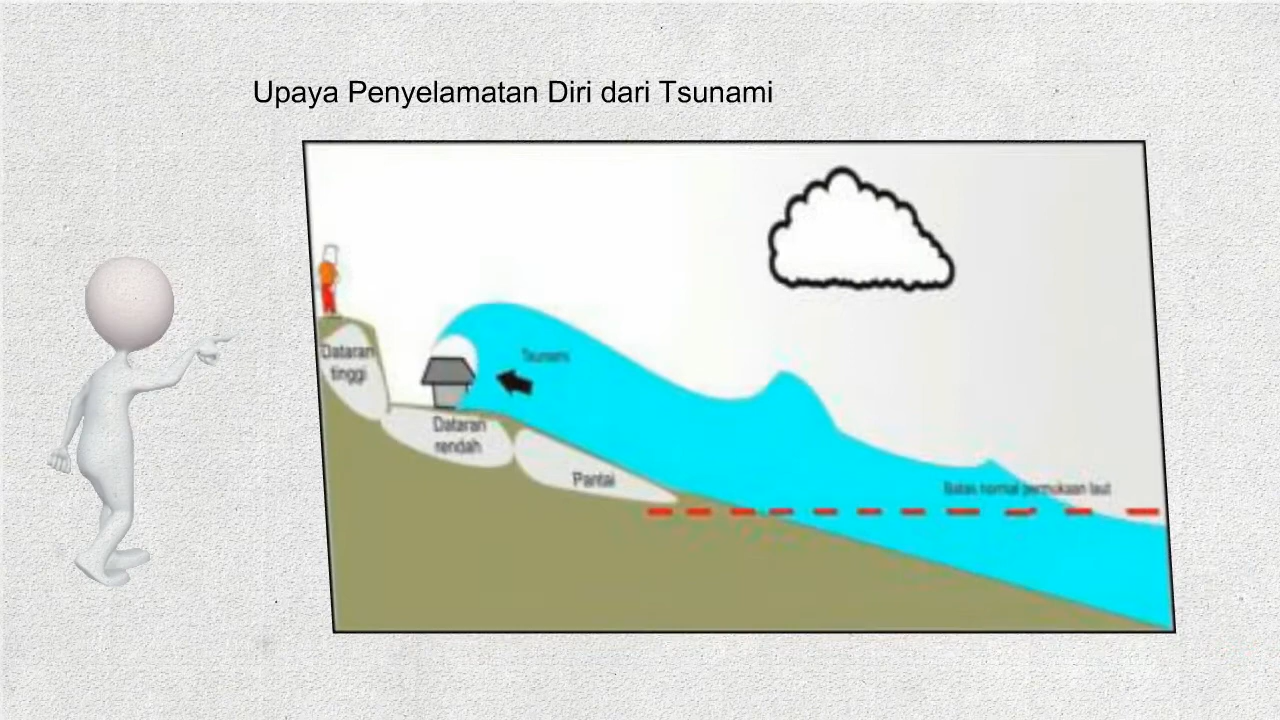 Upaya Penyelamatan Diri dari Tsunami
Dataran
tinggi
Tsunami
Dataran
rendah
Pantai
Batas normal permukaan laut